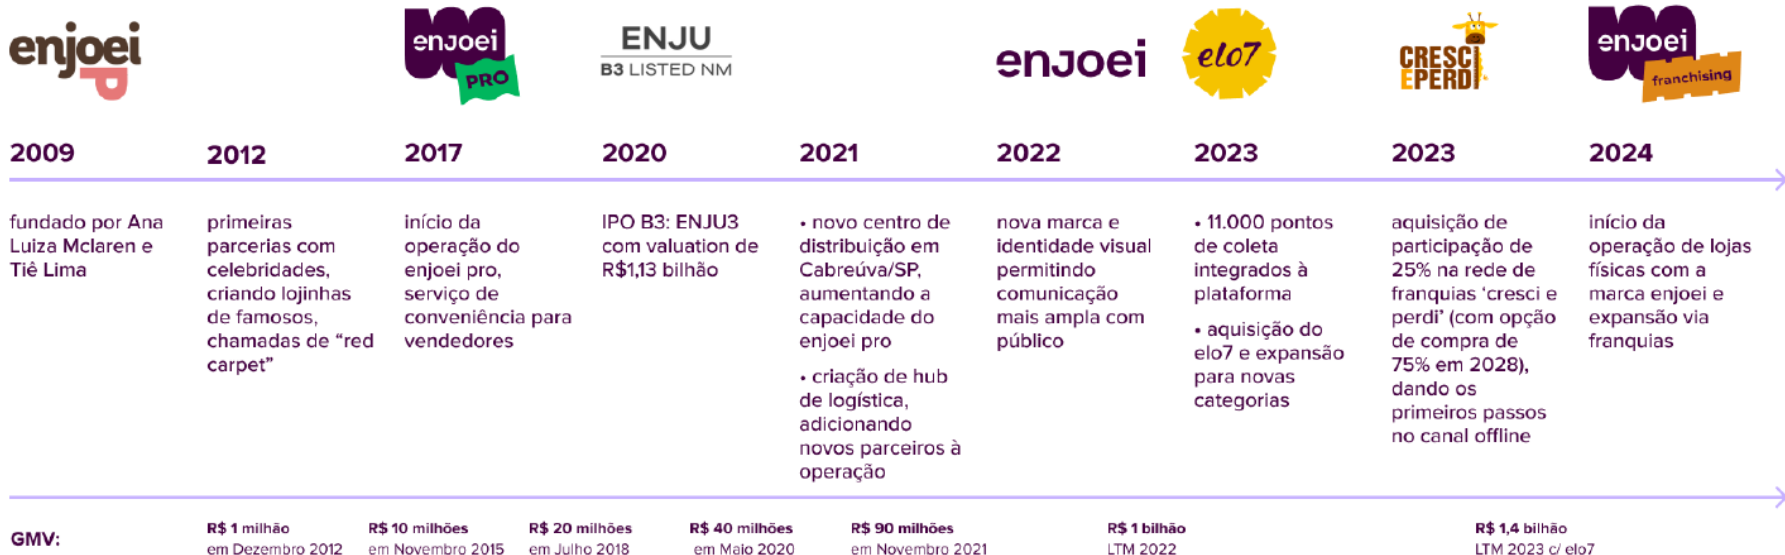 enjoei
enjoei
PRO
ENJU
B3 LISTED NM
enjoei
elo7
CRESCI
EPERDI
enjoei
franchising
2009
2012
2017
2020
2021
2022
2023
2023
2024
fundado por Ana
Luiza Mclaren e
Tiê Lima
primeiras
parcerias com
celebridades,
criando lojinhas
de famosos,
chamadas de “red
carpet”
início da
operação do
enjoei pro,
serviço de
conveniência para
vendedores
IPO B3: ENJU3
com valuation de
R$1,13 bilhão
• novo centro de
distribuição em
Cabreúva/SP,
aumentando a
capacidade do
enjoei pro
• criação de hub
de logística,
adicionando
novos parceiros à
operação
nova marca e
identidade visual
permitindo
comunicação
mais ampla com
público
• 11.000 pontos
de coleta
integrados à
plataforma
• aquisição do
elo7 e expansão
para novas
categorias
aquisição de
participação de
25% na rede de
franquias ‘cresci e
perdi’ (com opção
de compra de
75% em 2028),
dando os
primeiros passos
no canal offline
início da
operação de lojas
físicas com a
marca enjoei e
expansão via
franquias
GMV:
R$ 1 milhão
em Dezembro 2012
R$ 10 milhões
em Novembro 2015
R$ 20 milhões
em Julho 2018
R$ 40 milhões
em Maio 2020
R$ 90 milhões
em Novembro 2021
R$ 1 bilhão
LTM 2022
R$ 1,4 bilhão
LTM 2023 c/ elo7